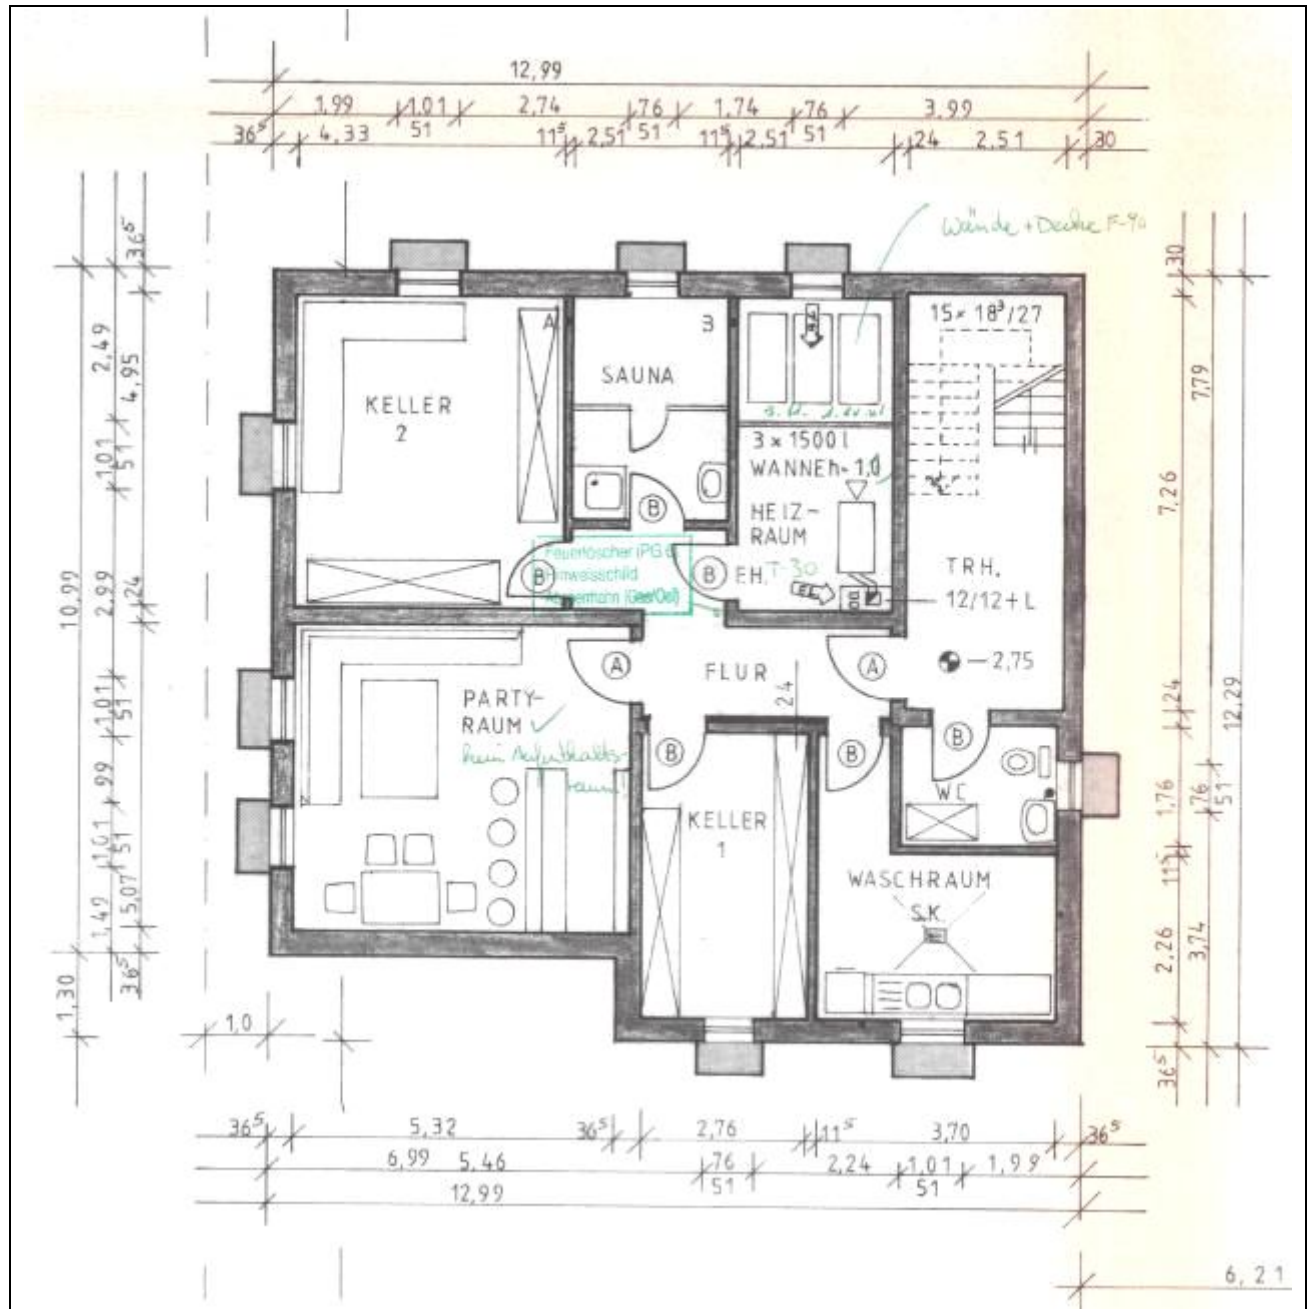 12,99
1,99 1,01 2,74 76 1,74 76 3,99
51 51 51
36⁵ 4,33 11⁵ 2,51 11⁵ 2,51 24 2,51 30
Wände + Decke F-90
15 × 18³/27
A
3
SAUNA
KELLER
2
3 × 1500 l
WANNE h= 1,0
HEIZ-
RAUM
B
Feuerlöscher (PG 6)
Hinweisschild
(Gas/Oel)
B
B
EH. T-30
TRH.
12/12 + L
A
FLUR
24
A
2,75
PARTY-
RAUM
kein Aufenthalts-
raum!
B
B
B
WC
KELLER
1
WASCHRAUM
S.K.
36⁵
2,49
4,95
1,01
51
24
2,99
10,99
1,01
51
99
1,01
51
5,07
1,49
36⁵
1,30
1,0
30
7,79
7,26
24
12,29
1,76
76
51
11⁵
2,26
3,74
36⁵
36⁵ 5,32 36⁵ 2,76 11⁵ 3,70 36⁵
6,99 5,46 76 2,24 1,01 1,99
51 51
12,99
6,21